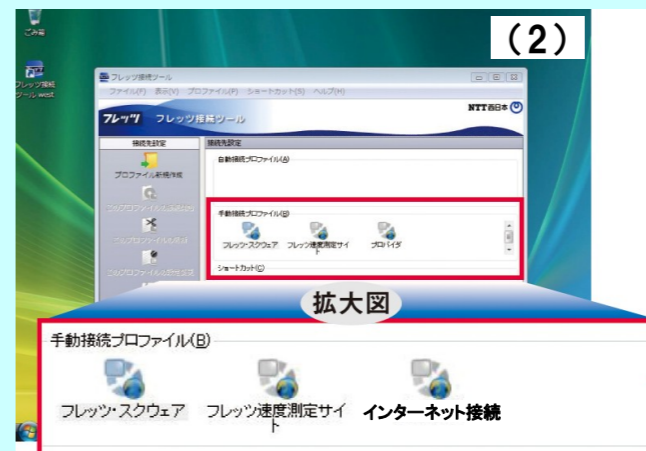 (2)
ごみ箱
フレッツ接続
ツール west
フレッツ接続ツール
ファイル(F) 表示(V) プロファイル(P) ショートカット(S) ヘルプ(H)
NTT西日本
フレッツ フレッツ接続ツール
接続先設定
接続先設定
プロファイル新規作成
自動接続プロファイル(A)
手動接続プロファイル(B)
フレッツ・スクウェア フレッツ速度測定サイ
ト
プロバイダ
ショートカット(C)
拡大図
手動接続プロファイル(B)
フレッツ・スクウェア フレッツ速度測定サイ
ト
インターネット接続